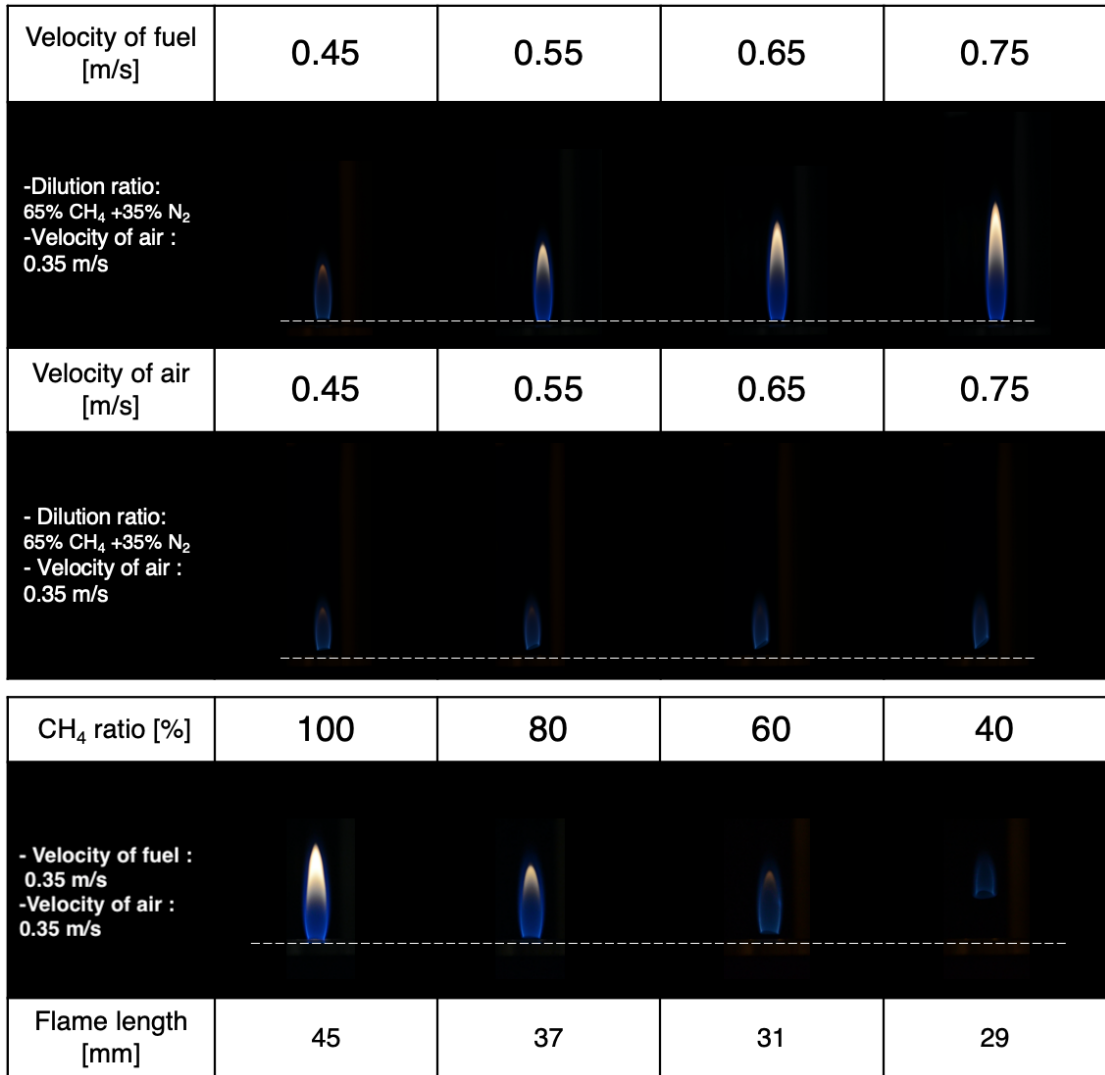 Velocity of fuel [m/s] 0.45 0.55 0.65 0.75
-Dilution ratio:
65% CH₄ +35% N₂
-Velocity of air :
0.35 m/s
Velocity of air [m/s] 0.45 0.55 0.65 0.75
- Dilution ratio:
65% CH₄ +35% N₂
- Velocity of air :
0.35 m/s
CH₄ ratio [%] 100 80 60 40
- Velocity of fuel :
0.35 m/s
-Velocity of air :
0.35 m/s
Flame length [mm] 45 37 31 29